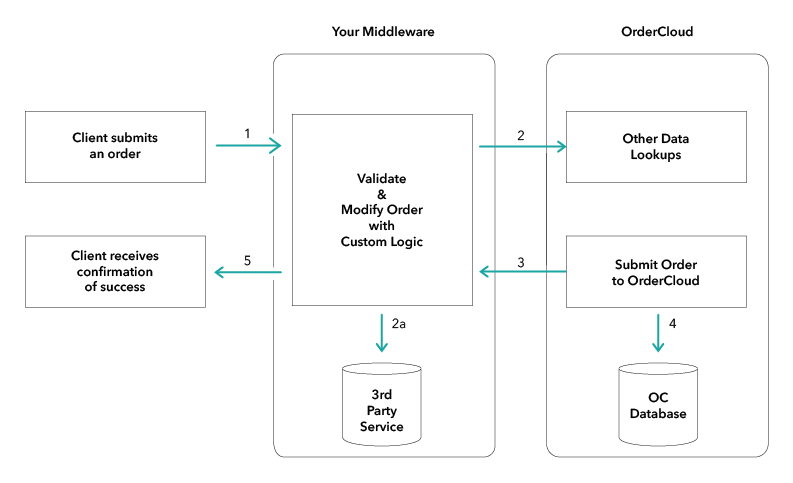 Your Middleware
OrderCloud
Client submits
an order
1
Validate
&
Modify Order
with
Custom Logic
2
Other Data
Lookups
Client receives
confirmation
of success
5
3
Submit Order
to OrderCloud
2a
4
3rd
Party
Service
OC
Database